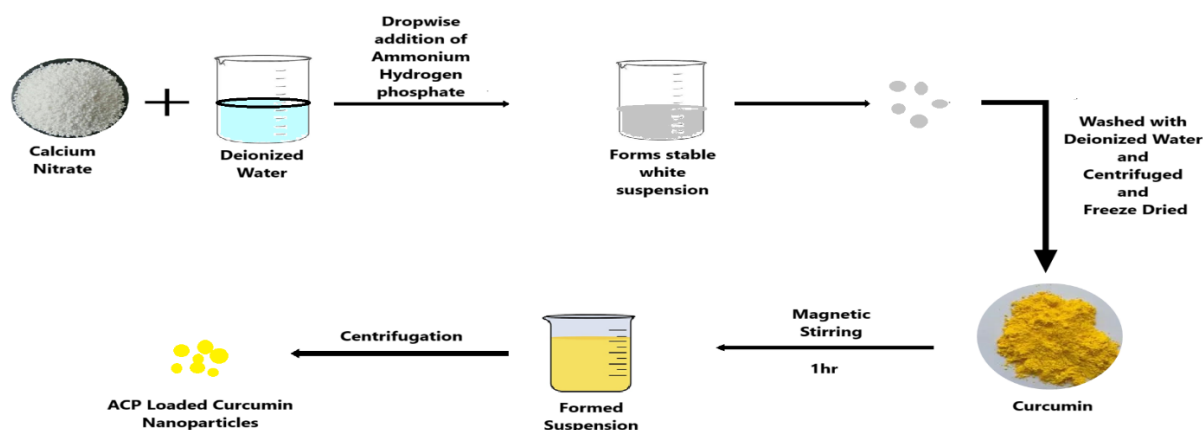 Dropwise
addition of
Ammonium
Hydrogen
phosphate
Calcium
Nitrate
Deionized
Water
Forms stable
white
suspension
Washed with
Deionized Water
and
Centrifuged
and
Freeze Dried
Curcumin
Magnetic
Stirring
1hr
Formed
Suspension
Centrifugation
ACP Loaded Curcumin
Nanoparticles